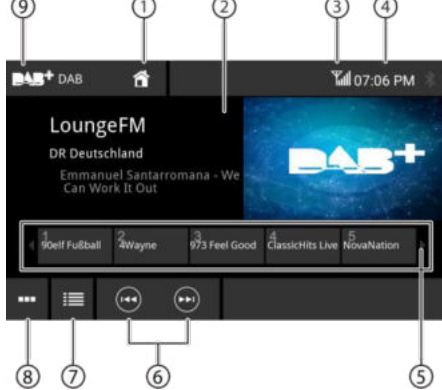 ⑨ ① ② ③ ④
DAB+ DAB 07:06 PM
LoungeFM
DR Deutschland
Emmanuel Santarromana - We
Can Work It Out
DAB+
1 2 3 4 5
90elf Fußball 4Wayne 973 Feel Good ClassicHits Live NovaNation
⑧ ⑦ ⑥ ⑤